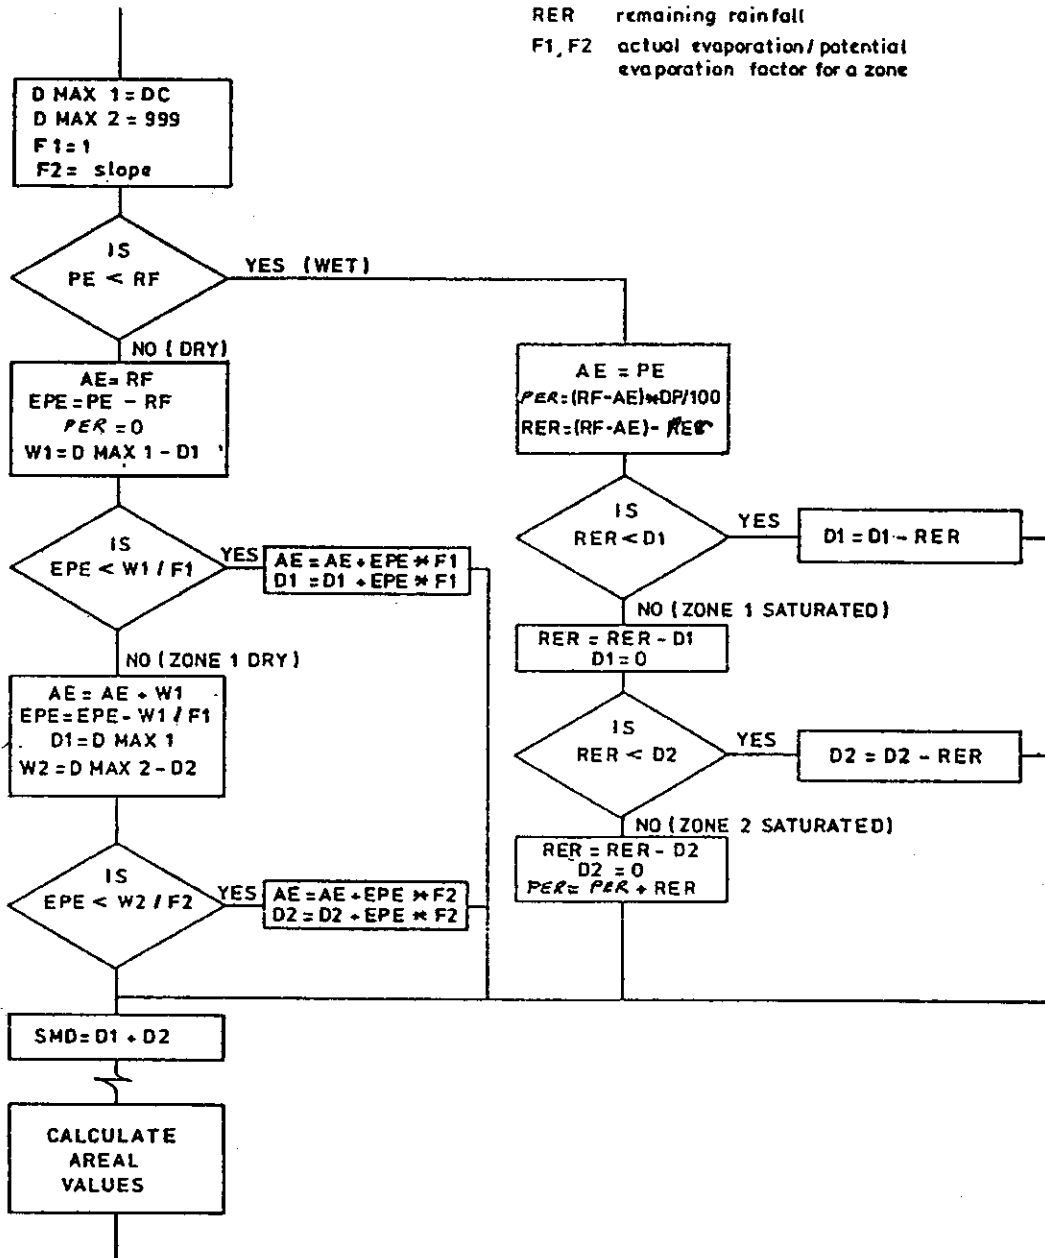 RER remaining rainfall
F1, F2 actual evaporation/potential
evaporation factor for a zone
D MAX 1 = DC
D MAX 2 = 999
F1=1
F2= slope
IS
PE < RF
YES (WET)
NO (DRY)
AE= RF
EPE=PE - RF
PER =0
W1=D MAX 1-D1
IS
EPE < W1/F1
YES
AE=AE+EPE*F1
D1=D1+EPE*F1
NO (ZONE 1 DRY)
AE=AE+W1
EPE=EPE-W1/F1
D1=D MAX 1
W2=D MAX 2-D2
IS
EPE < W2/F2
YES
AE=AE+EPE*F2
D2=D2+EPE*F2
AE = PE
PER=(RF-AE)*DP/100
RER=(RF-AE)-
IS
RER<D1
YES
D1=D1-RER
NO (ZONE 1 SATURATED)
RER=RER-D1
D1=0
IS
RER<D2
YES
D2=D2-RER
NO (ZONE 2 SATURATED)
RER=RER-D2
D2=0
PER=PER+RER
SMD=D1+D2
CALCULATE
AREAL
VALUES